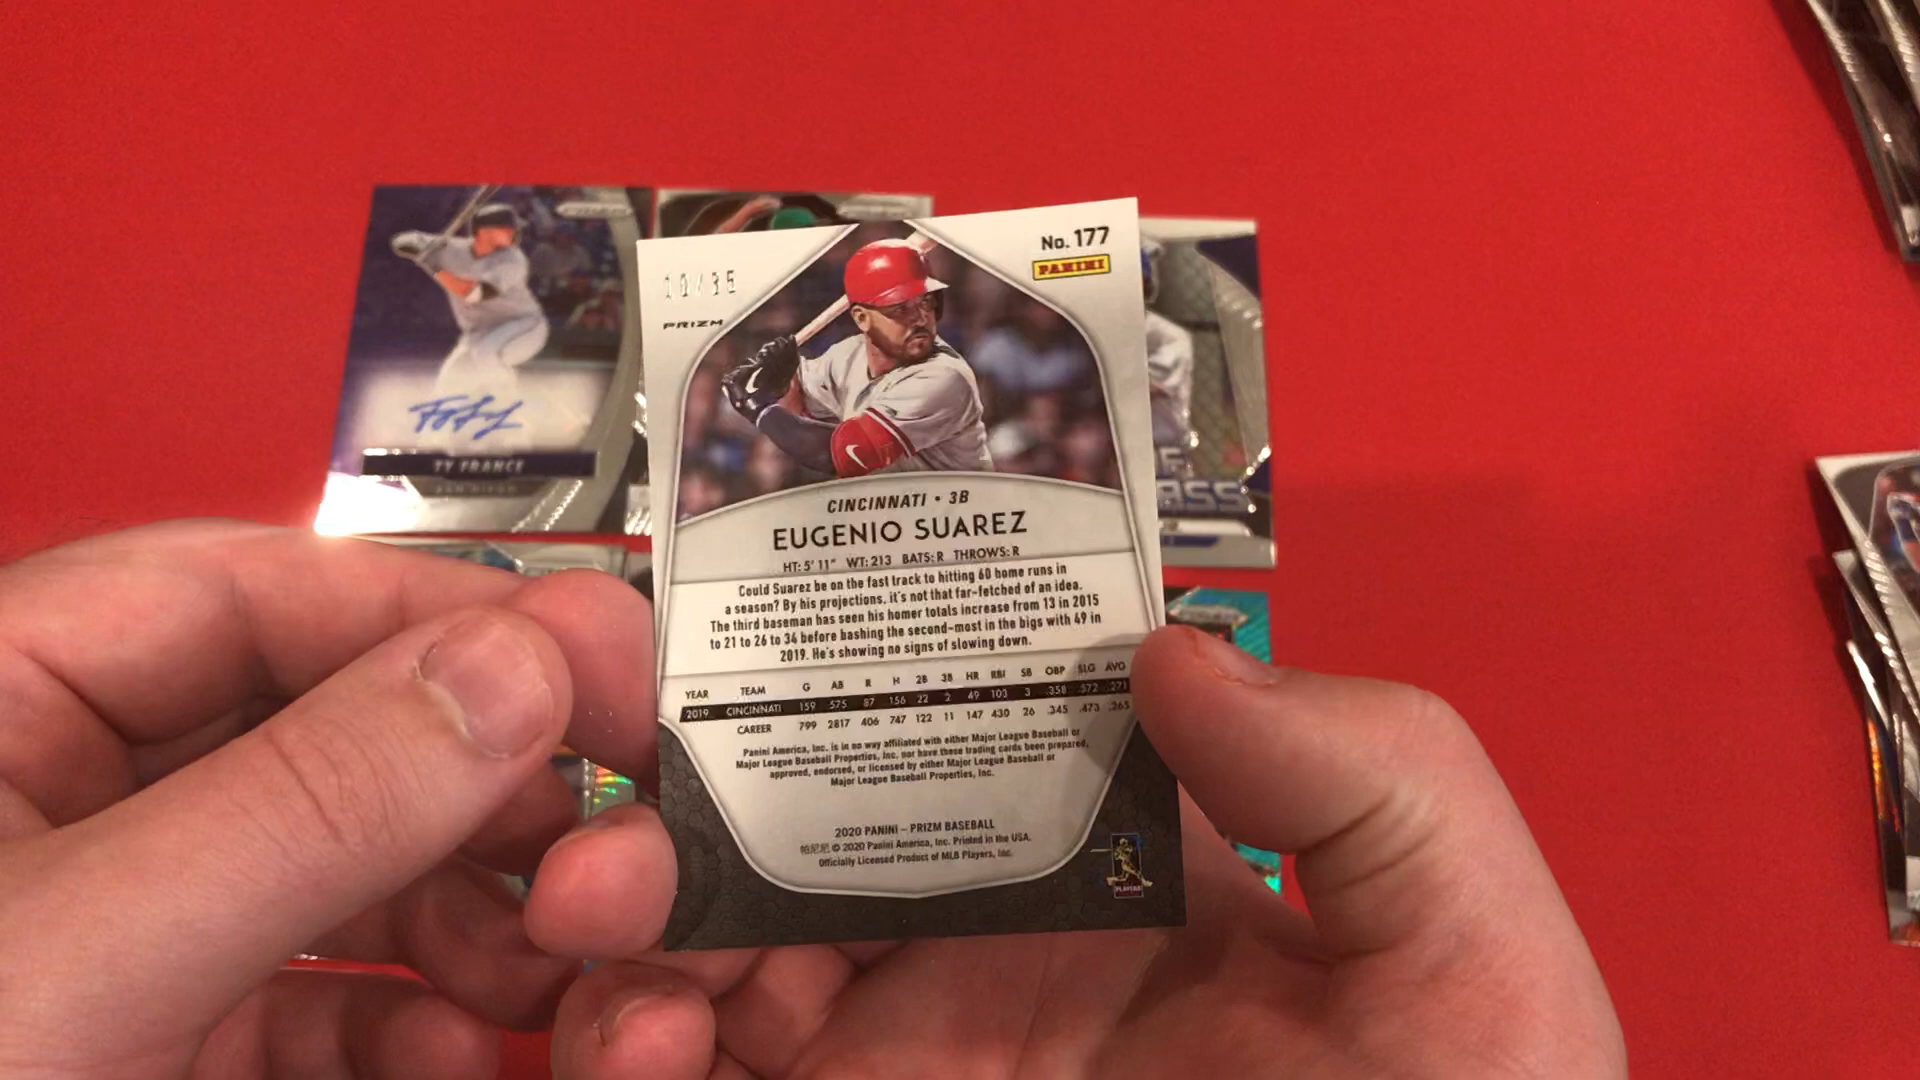 No. 177
PANINI
10/35
PRIZM
CINCINNATI • 3B
EUGENIO SUAREZ
HT: 5' 11" WT: 213 BATS: R THROWS: R
Could Suarez be on the fast track to hitting 60 home runs in
a season? By his projections, it's not that far-fetched of an idea.
The third baseman has seen his homer totals increase from 13 in 2015
to 21 to 26 to 34 before bashing the second-most in the bigs with 49 in
2019. He's showing no signs of slowing down.
YEAR TEAM G AB R H 2B 3B HR RBI SB OBP SLG AVG
2019 CINCINNATI 159 575 87 156 22 2 49 103 3 .358 .572 .271
CAREER 799 2817 406 747 122 11 147 430 26 .345 .473 .265
Panini America, Inc. is in no way affiliated with either Major League Baseball or
Major League Baseball Properties, Inc. nor have these trading cards been prepared,
approved, endorsed, or licensed by either Major League Baseball or
Major League Baseball Properties, Inc.
2020 PANINI – PRIZM BASEBALL
帕尼尼 © 2020 Panini America, Inc. Printed in the USA.
Officially Licensed Product of MLB Players, Inc.
PLAYERS
TY FRANCE
SAN DIEGO